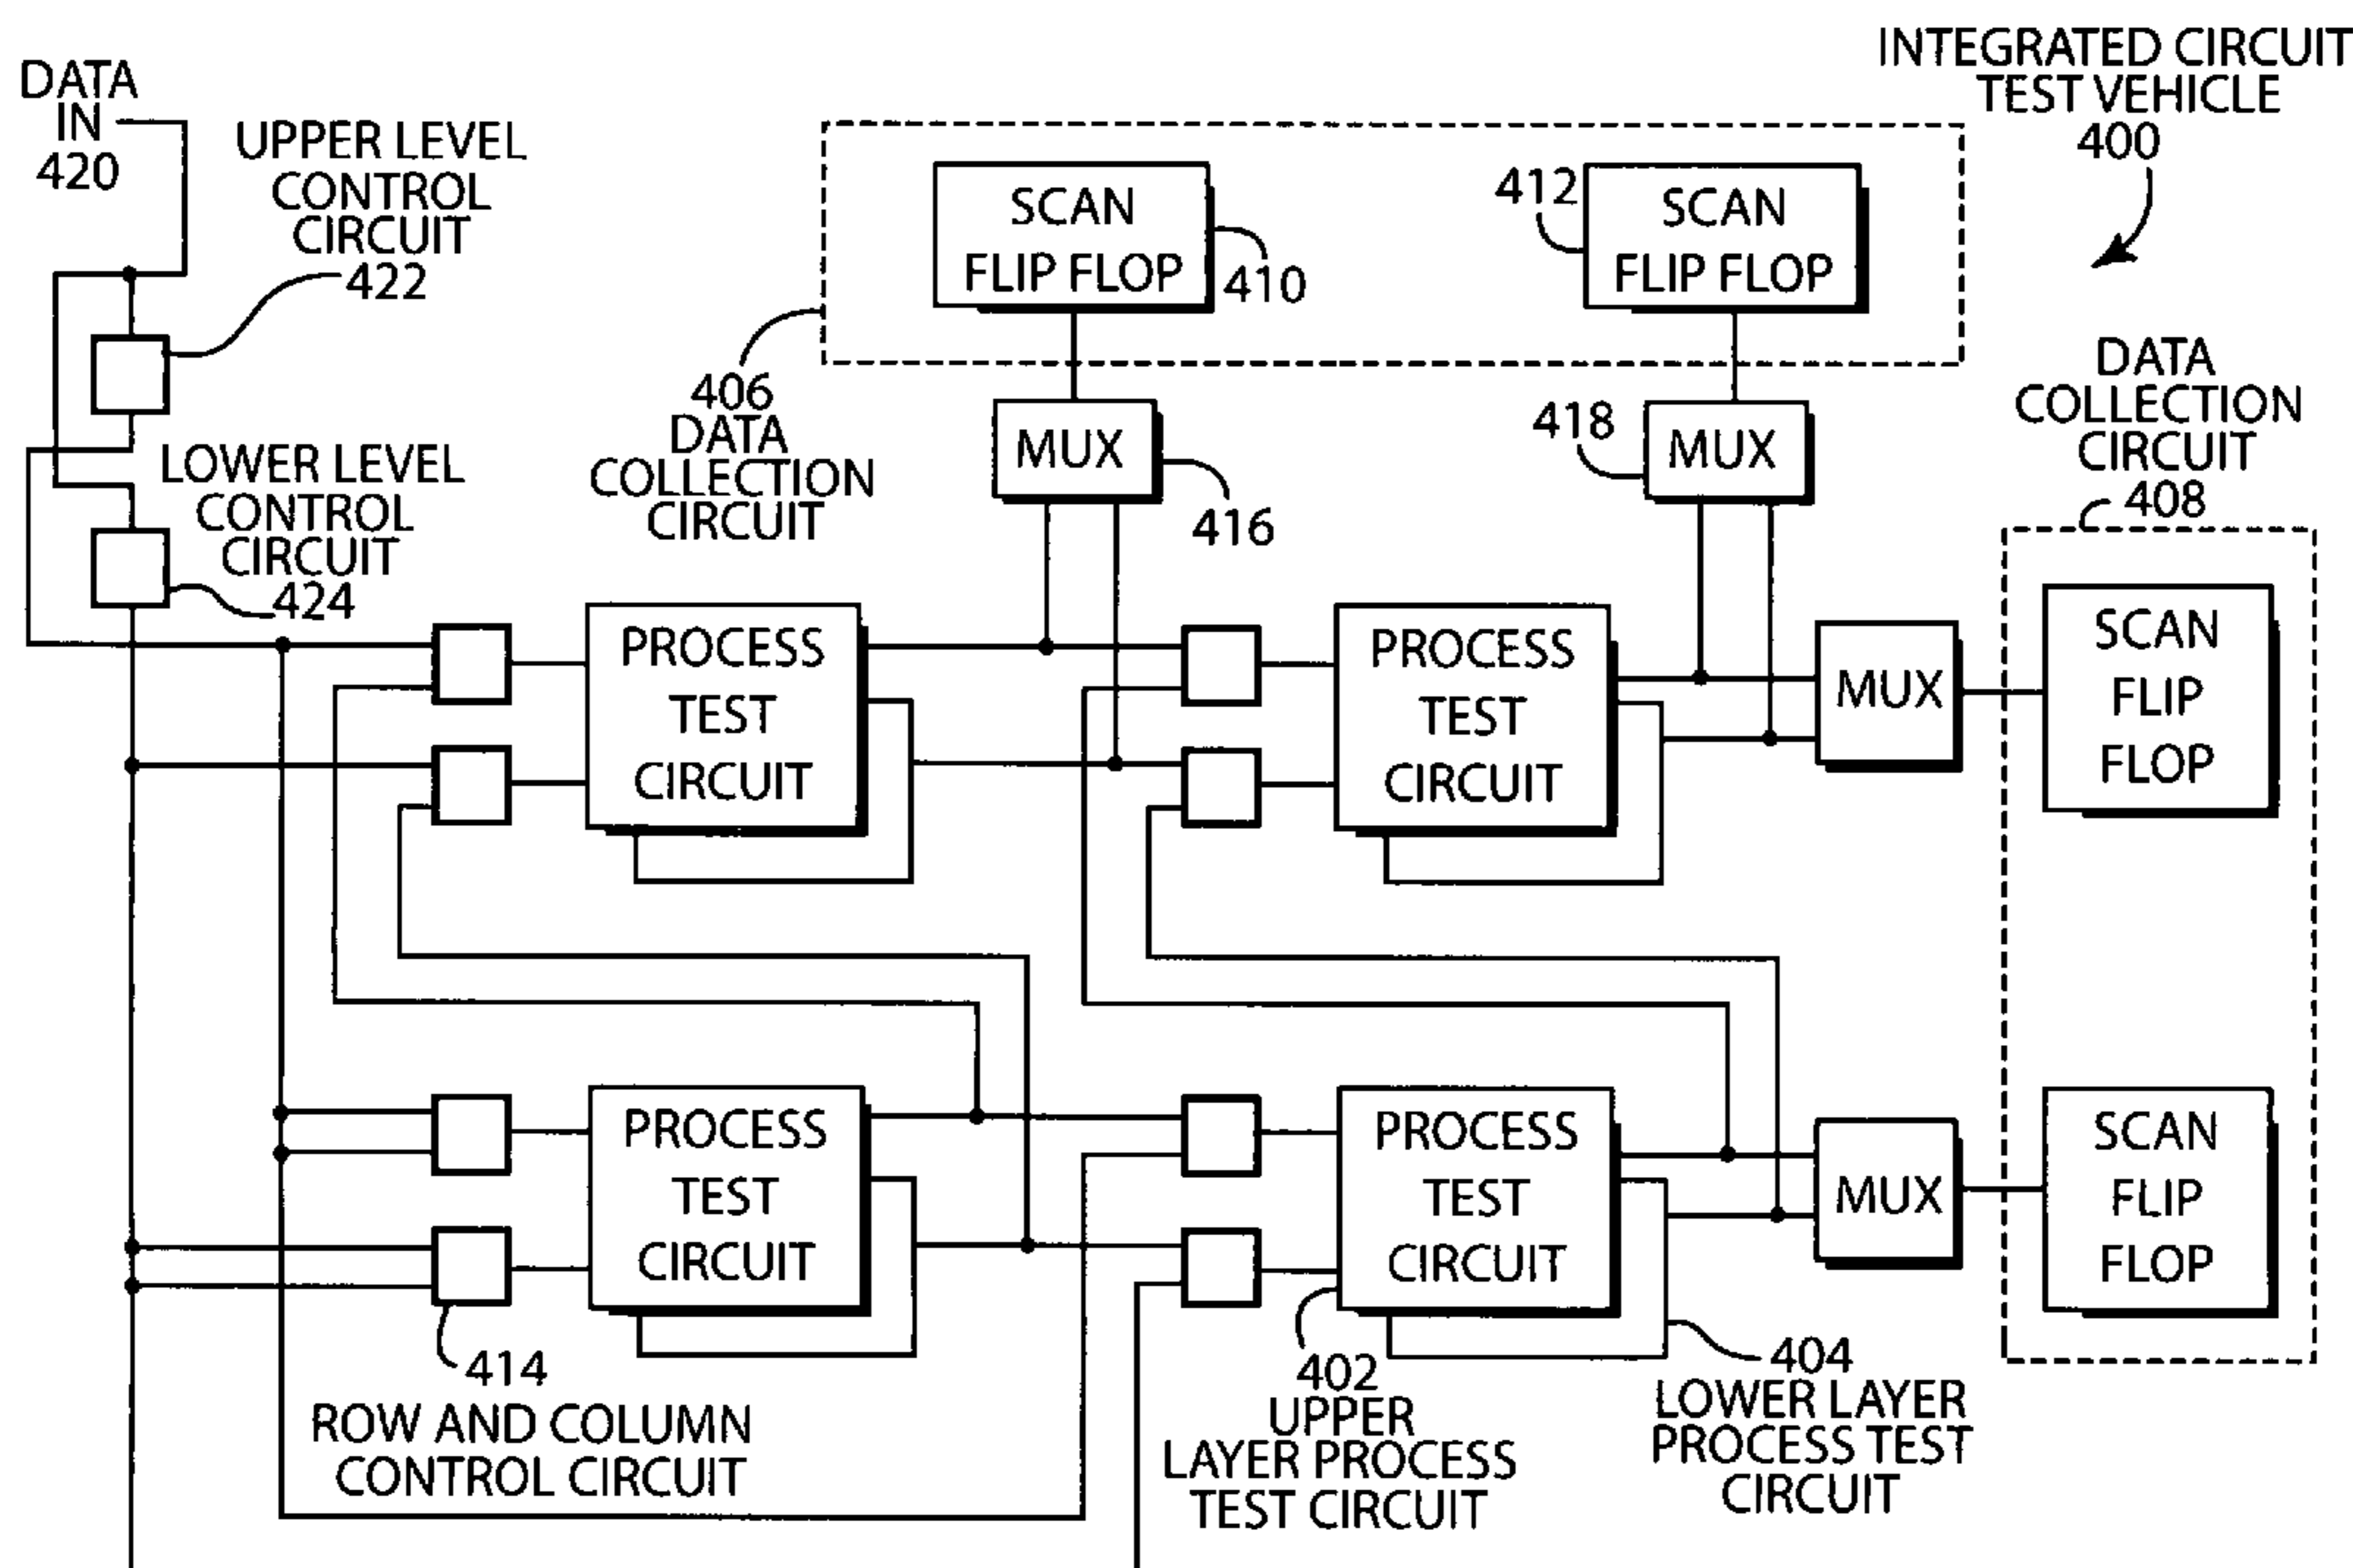 INTEGRATED CIRCUIT
TEST VEHICLE
400
DATA
IN
420
UPPER LEVEL
CONTROL
CIRCUIT
422
SCAN
FLIP FLOP
410
412
SCAN
FLIP FLOP
406
DATA
COLLECTION
CIRCUIT
MUX
416
418
MUX
DATA
COLLECTION
CIRCUIT
408
LOWER LEVEL
CONTROL
CIRCUIT
424
PROCESS
TEST
CIRCUIT
PROCESS
TEST
CIRCUIT
MUX
SCAN
FLIP
FLOP
PROCESS
TEST
CIRCUIT
PROCESS
TEST
CIRCUIT
MUX
SCAN
FLIP
FLOP
414
ROW AND COLUMN
CONTROL CIRCUIT
402
UPPER
LAYER PROCESS
TEST CIRCUIT
404
LOWER LAYER
PROCESS TEST
CIRCUIT